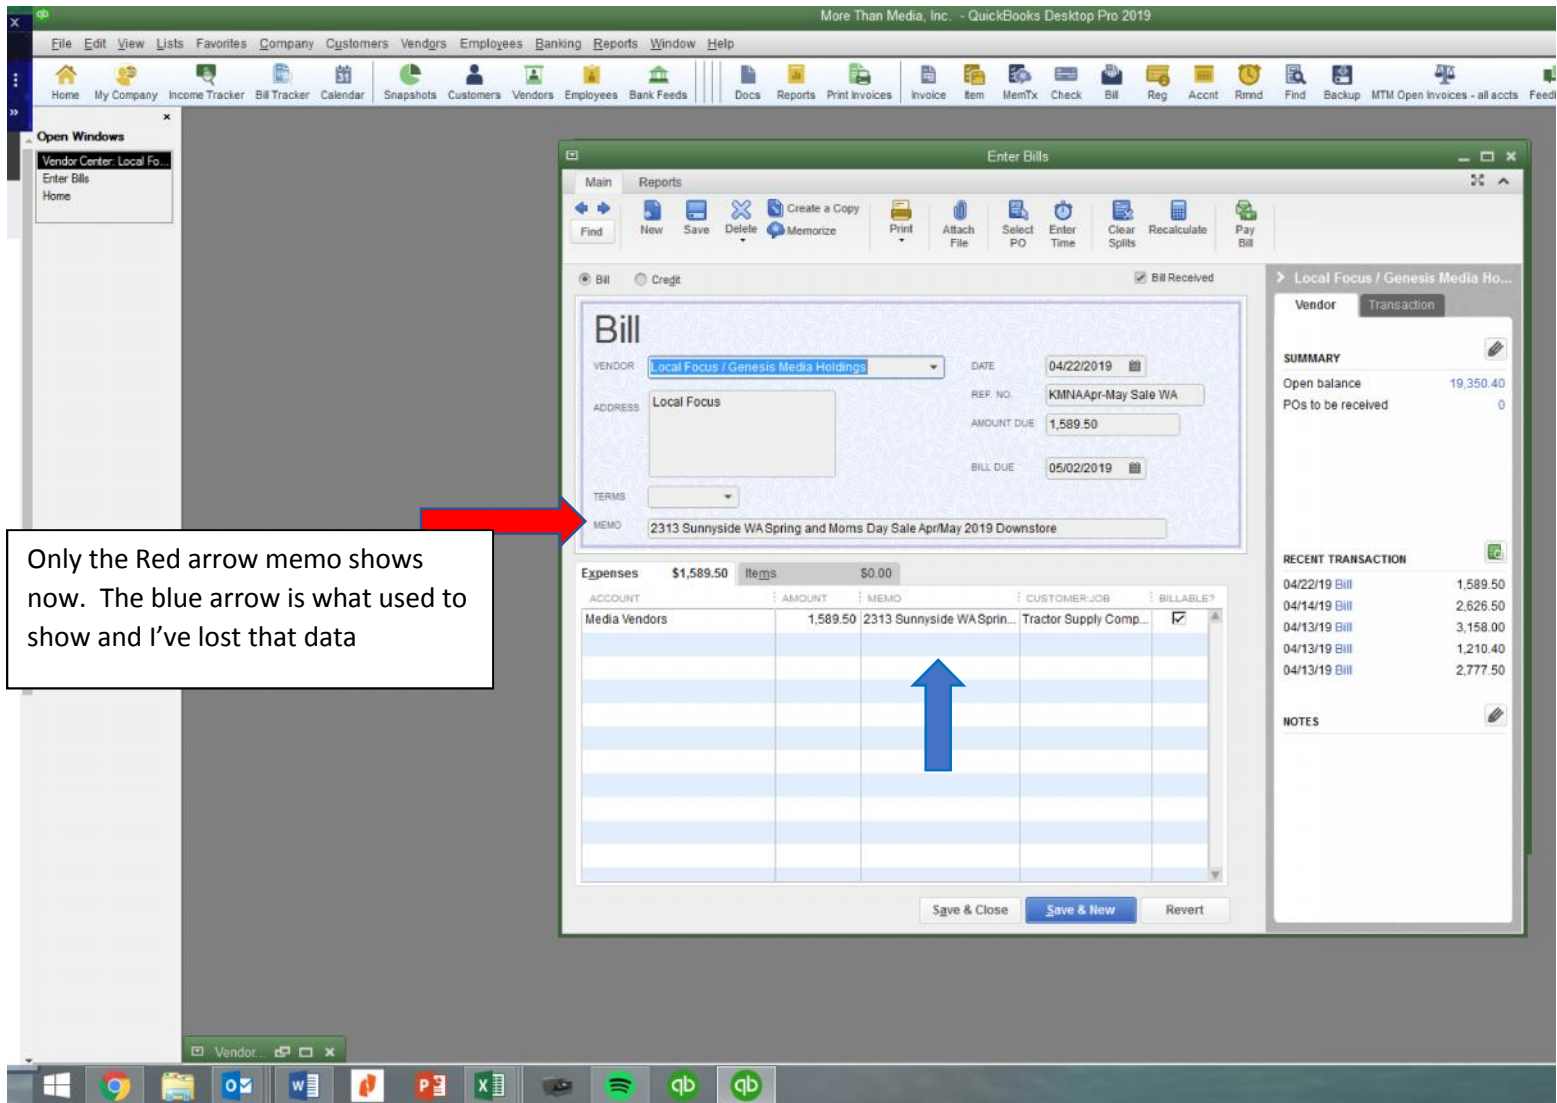 More Than Media, Inc. - QuickBooks Desktop Pro 2019
File Edit View Lists Favorites Company Customers Vendors Employees Banking Reports Window Help
Home My Company Income Tracker Bill Tracker Calendar Snapshots Customers Vendors Employees Bank Feeds Docs Reports Print Invoices Invoice Item MemTx Check Bill Reg Accnt Rmnd Find Backup MTM Open Invoices - all accts Feedl
Open Windows
Vendor Center: Local Fo...
Enter Bills
Home
Enter Bills
Main Reports
Find New Save Delete Create a Copy
Memorize
Print Attach
File
Select
PO
Enter
Time
Clear
Splits
Recalculate Pay
Bill
Bill Credit Bill Received
Bill
VENDOR Local Focus / Genesis Media Holdings
DATE 04/22/2019
ADDRESS Local Focus
REF. NO. KMNAApr-May Sale WA
AMOUNT DUE 1,589.50
BILL DUE 05/02/2019
TERMS
MEMO 2313 Sunnyside WA Spring and Moms Day Sale Apr/May 2019 Downstore
Expenses $1,589.50 Items $0.00
ACCOUNT AMOUNT MEMO CUSTOMER:JOB BILLABLE?
Media Vendors 1,589.50 2313 Sunnyside WA Sprin... Tractor Supply Comp...
Save & Close Save & New Revert
Local Focus / Genesis Media Ho...
Vendor Transaction
SUMMARY
Open balance 19,350.40
POs to be received 0
RECENT TRANSACTION
04/22/19 Bill 1,589.50
04/14/19 Bill 2,626.50
04/13/19 Bill 3,158.00
04/13/19 Bill 1,210.40
04/13/19 Bill 2,777.50
NOTES
Only the Red arrow memo shows
now. The blue arrow is what used to
show and I've lost that data
Vendor...